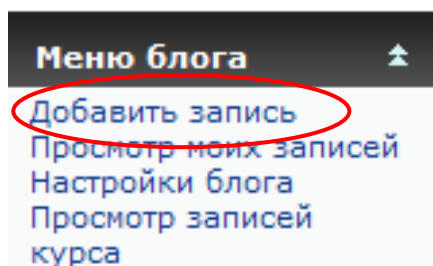 Меню блога
Добавить запись
Просмотр моих записей
Настройки блога
Просмотр записей
курса